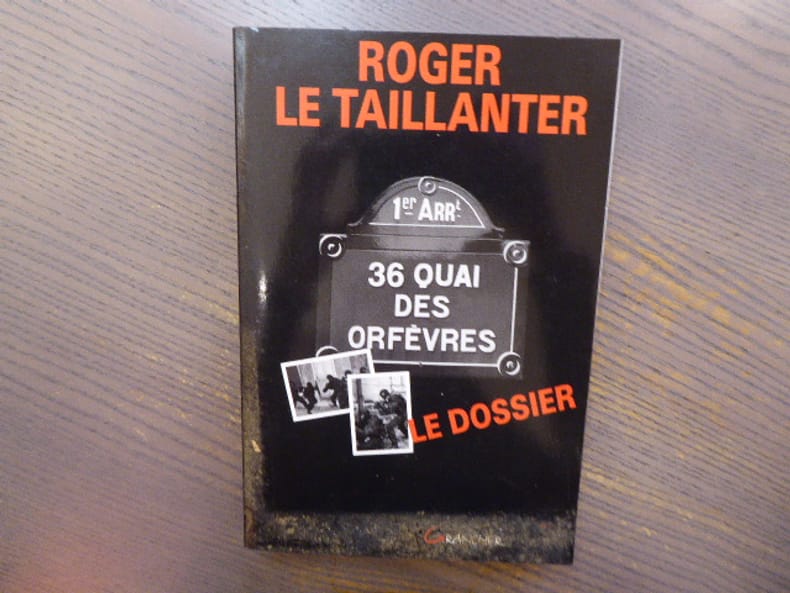 ROGER
LE TAILLANTER
1er ARRt
36 QUAI
DES
ORFÈVRES
LE DOSSIER
GRANCHER